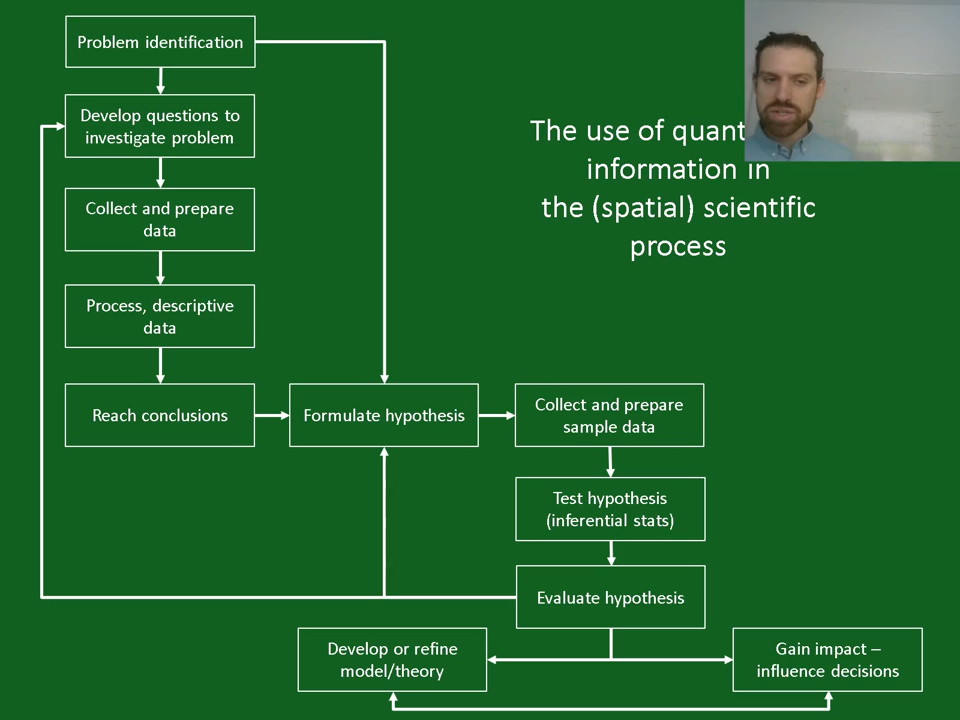 Problem identification
Develop questions to
investigate problem
Collect and prepare
data
Process, descriptive
data
Reach conclusions
The use of
information in
the (spatial) scientific
process
Formulate hypothesis
Collect and prepare
sample data
Test hypothesis
(inferential stats)
Evaluate hypothesis
Develop or refine
model/theory
Gain impact –
influence decisions